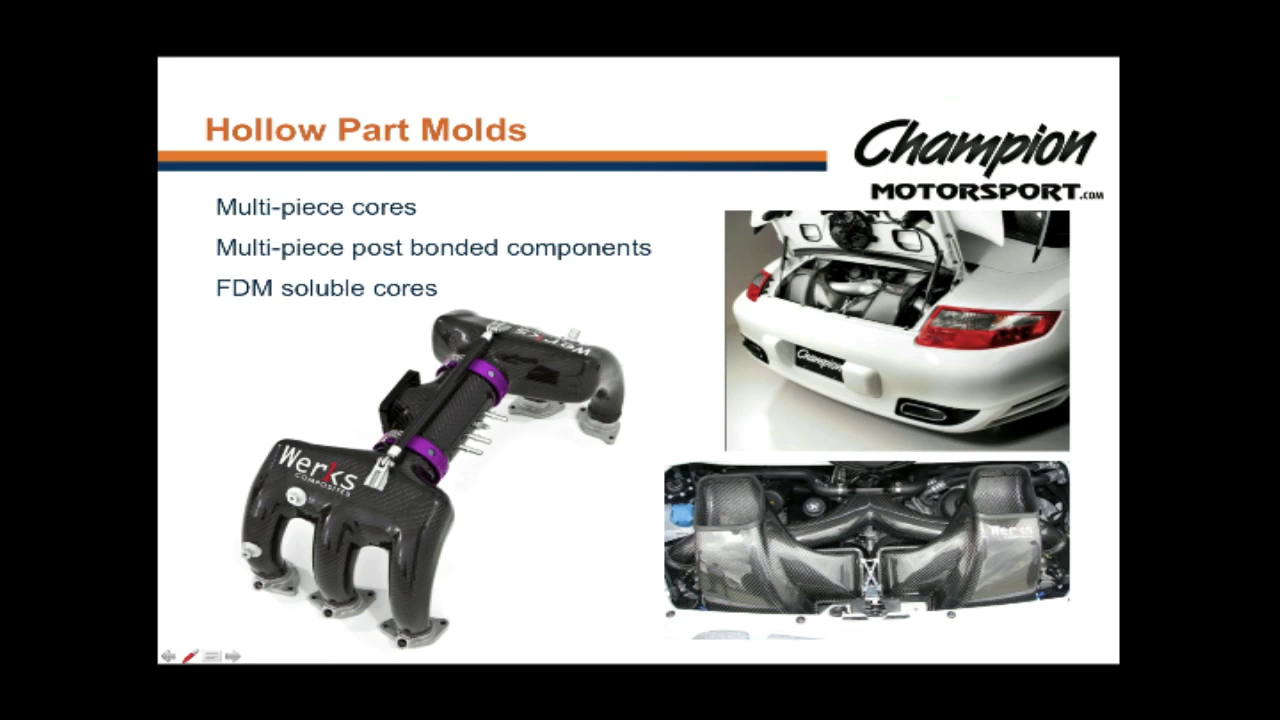 Hollow Part Molds
Champion
MOTORSPORT.COM
Multi-piece cores
Multi-piece post bonded components
FDM soluble cores
Werks
Champion
Werks
COMPOSITES
Werks